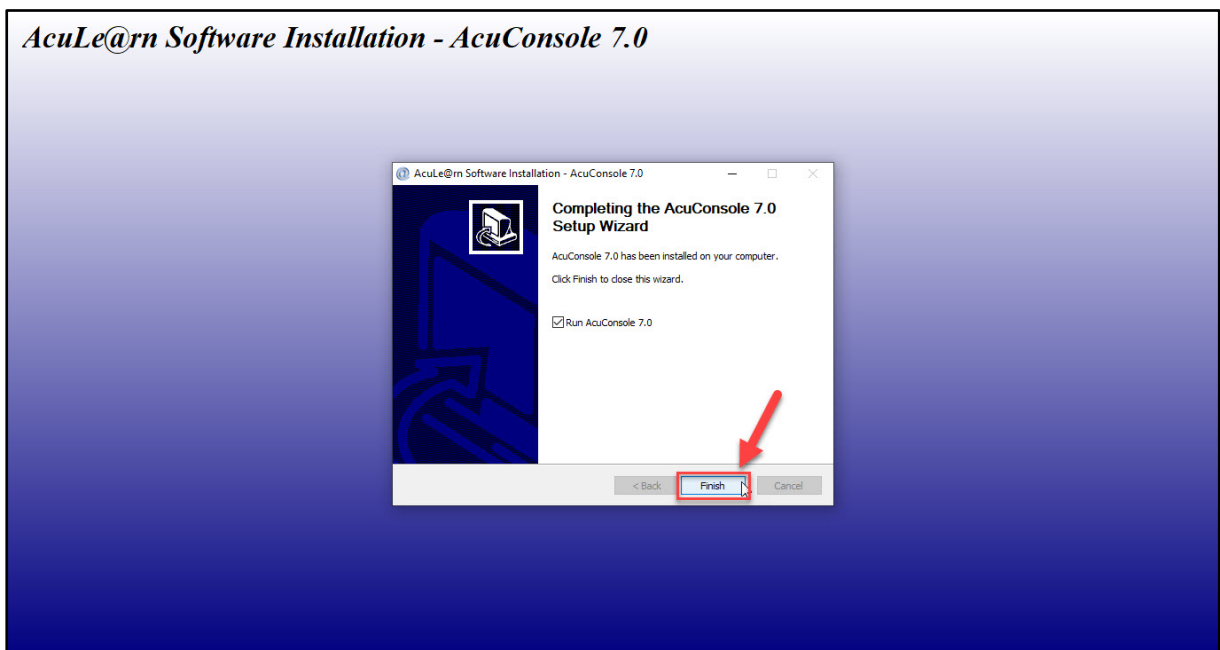 AcuLe@rn Software Installation - AcuConsole 7.0
AcuLe@rn Software Installation - AcuConsole 7.0
Completing the AcuConsole 7.0
Setup Wizard
AcuConsole 7.0 has been installed on your computer.
Click Finish to close this wizard.
Run AcuConsole 7.0
< Back Finish Cancel